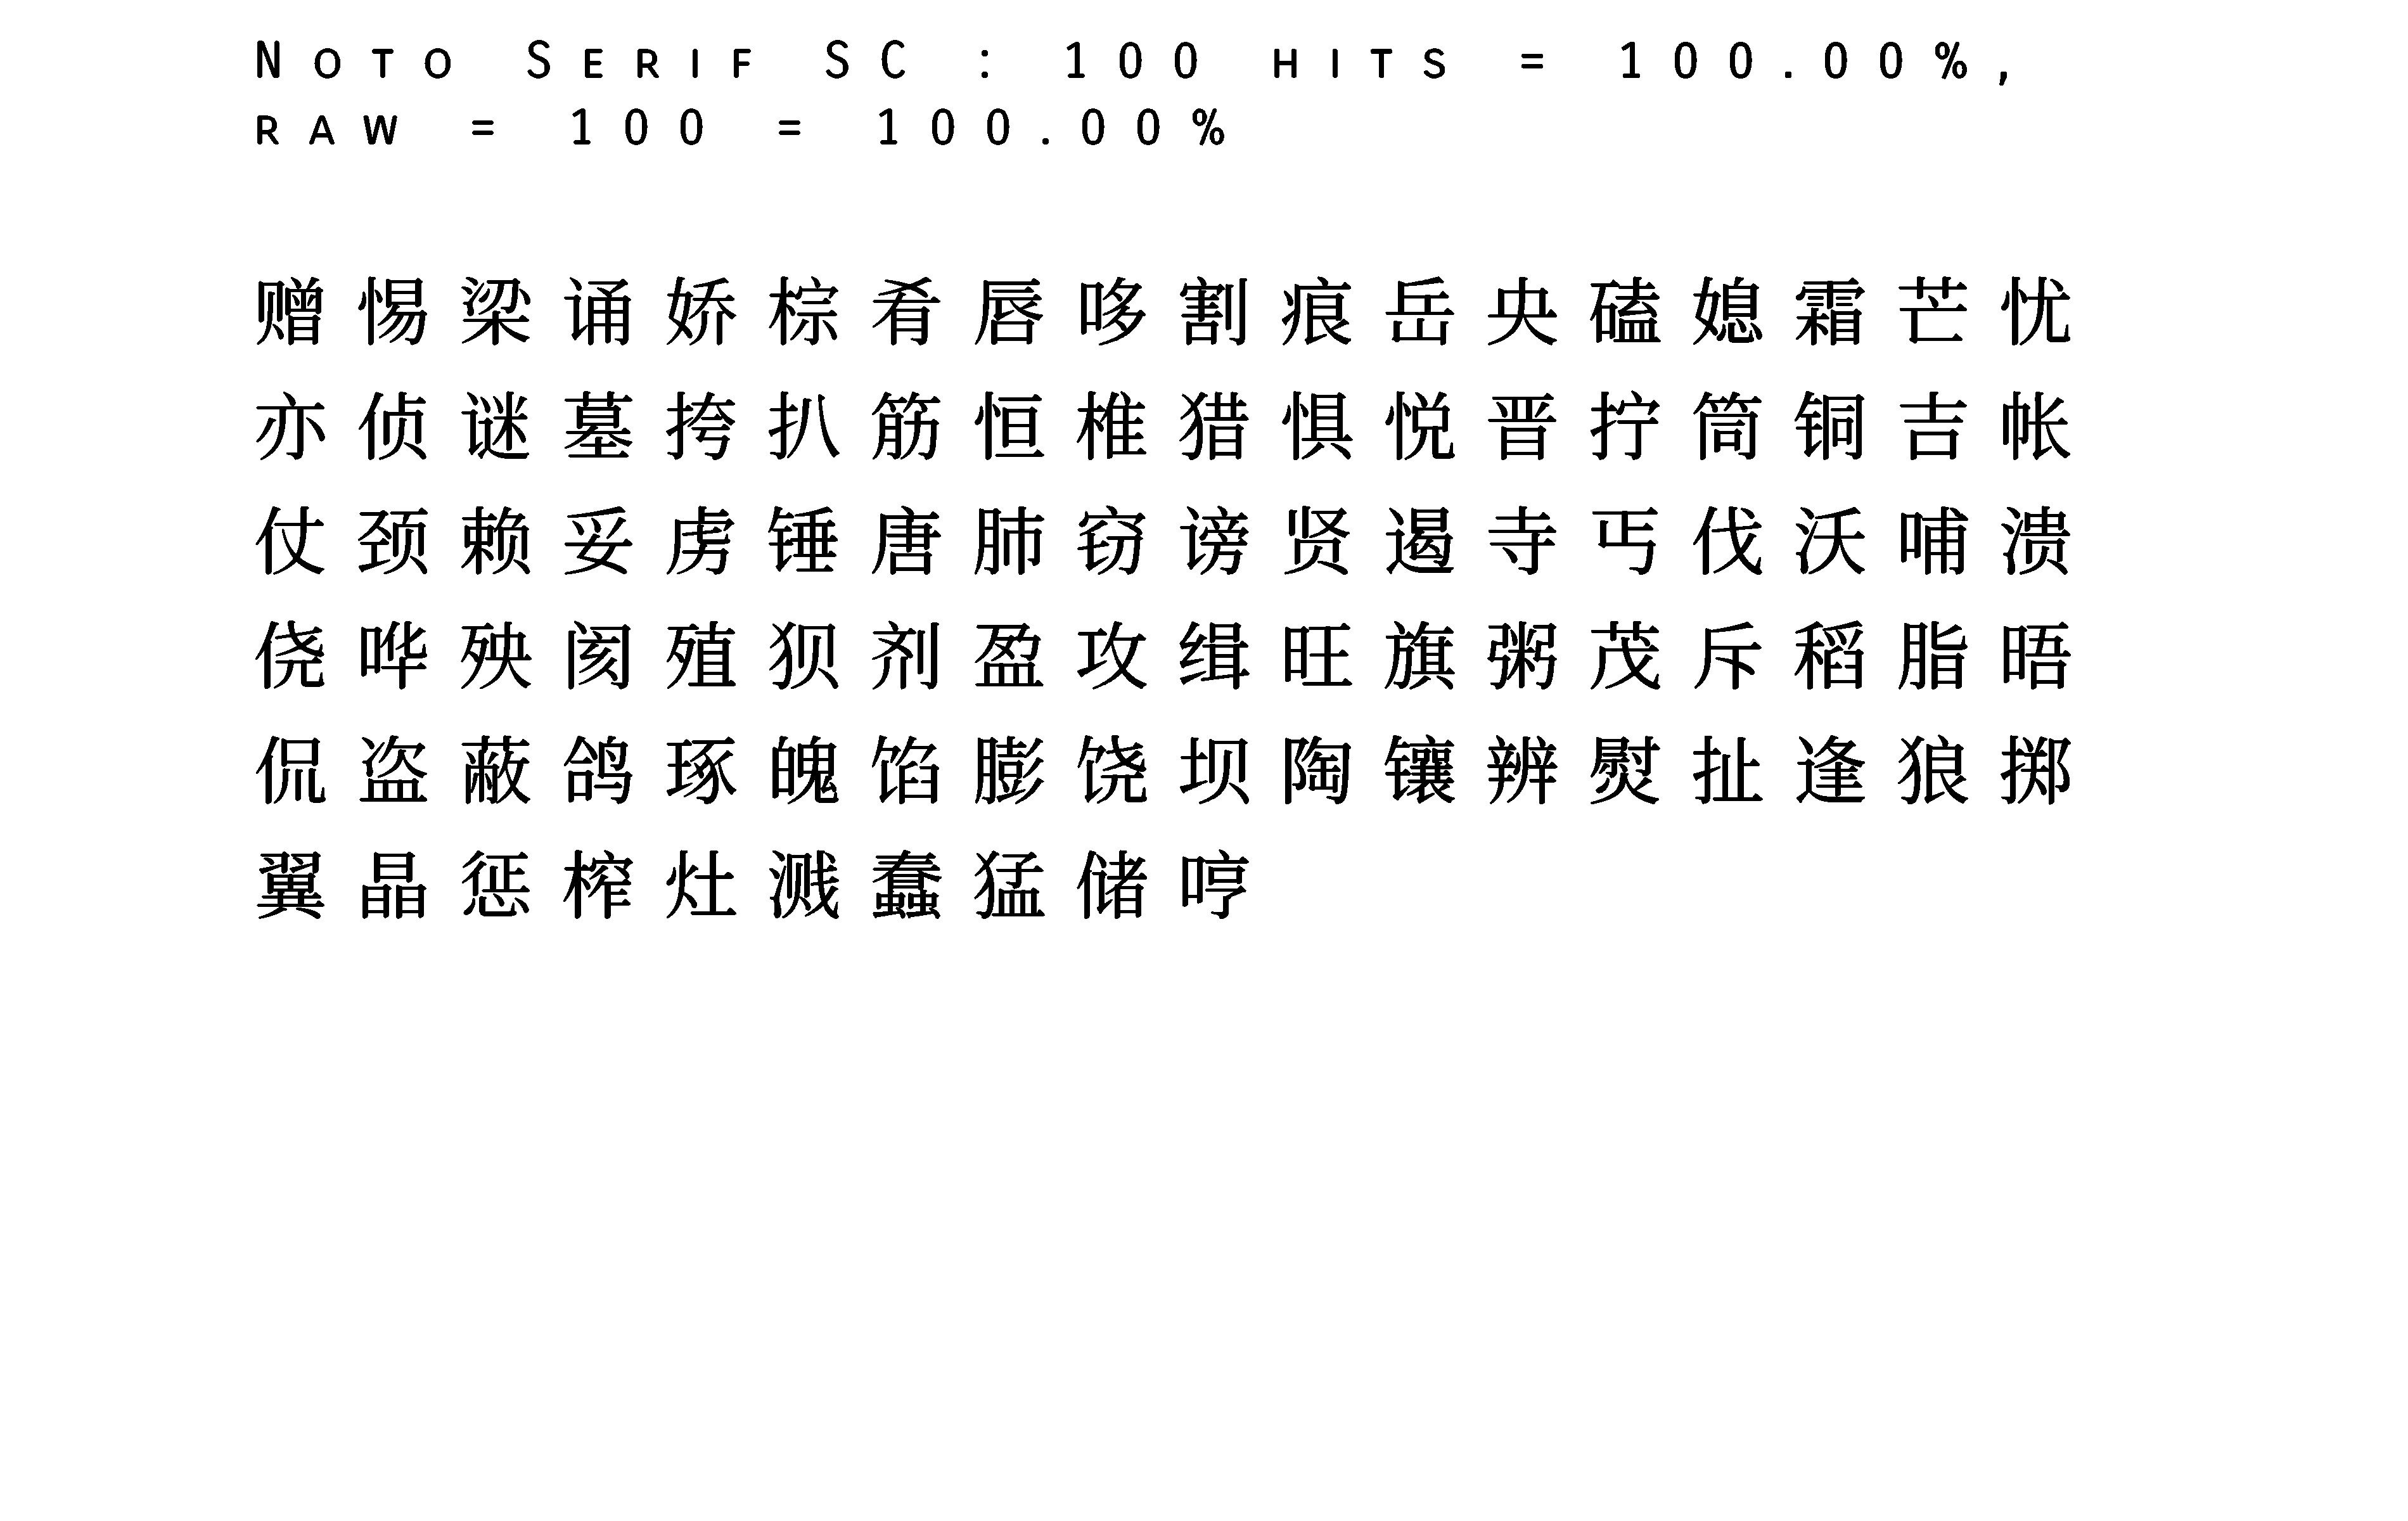 Noto Serif SC : 100 hits = 100.00%,
raw = 100 = 100.00%
赠惕梁诵娇棕肴唇哆割痕岳央磕媳霜芒忧
亦侦谜墓挎扒筋恒椎猎惧悦晋拧筒铜吉帐
仗颈赖妥虏锤唐肺窃谤贤遏寺丐伐沃哺溃
侥哗殃阂殖狈剂盈攻缉旺旗粥茂斥稻脂晤
侃盗蔽鸽琢魄馅膨饶坝陶镶辨熨扯逢狼掷
翼晶惩榨灶溅蠢猛储哼